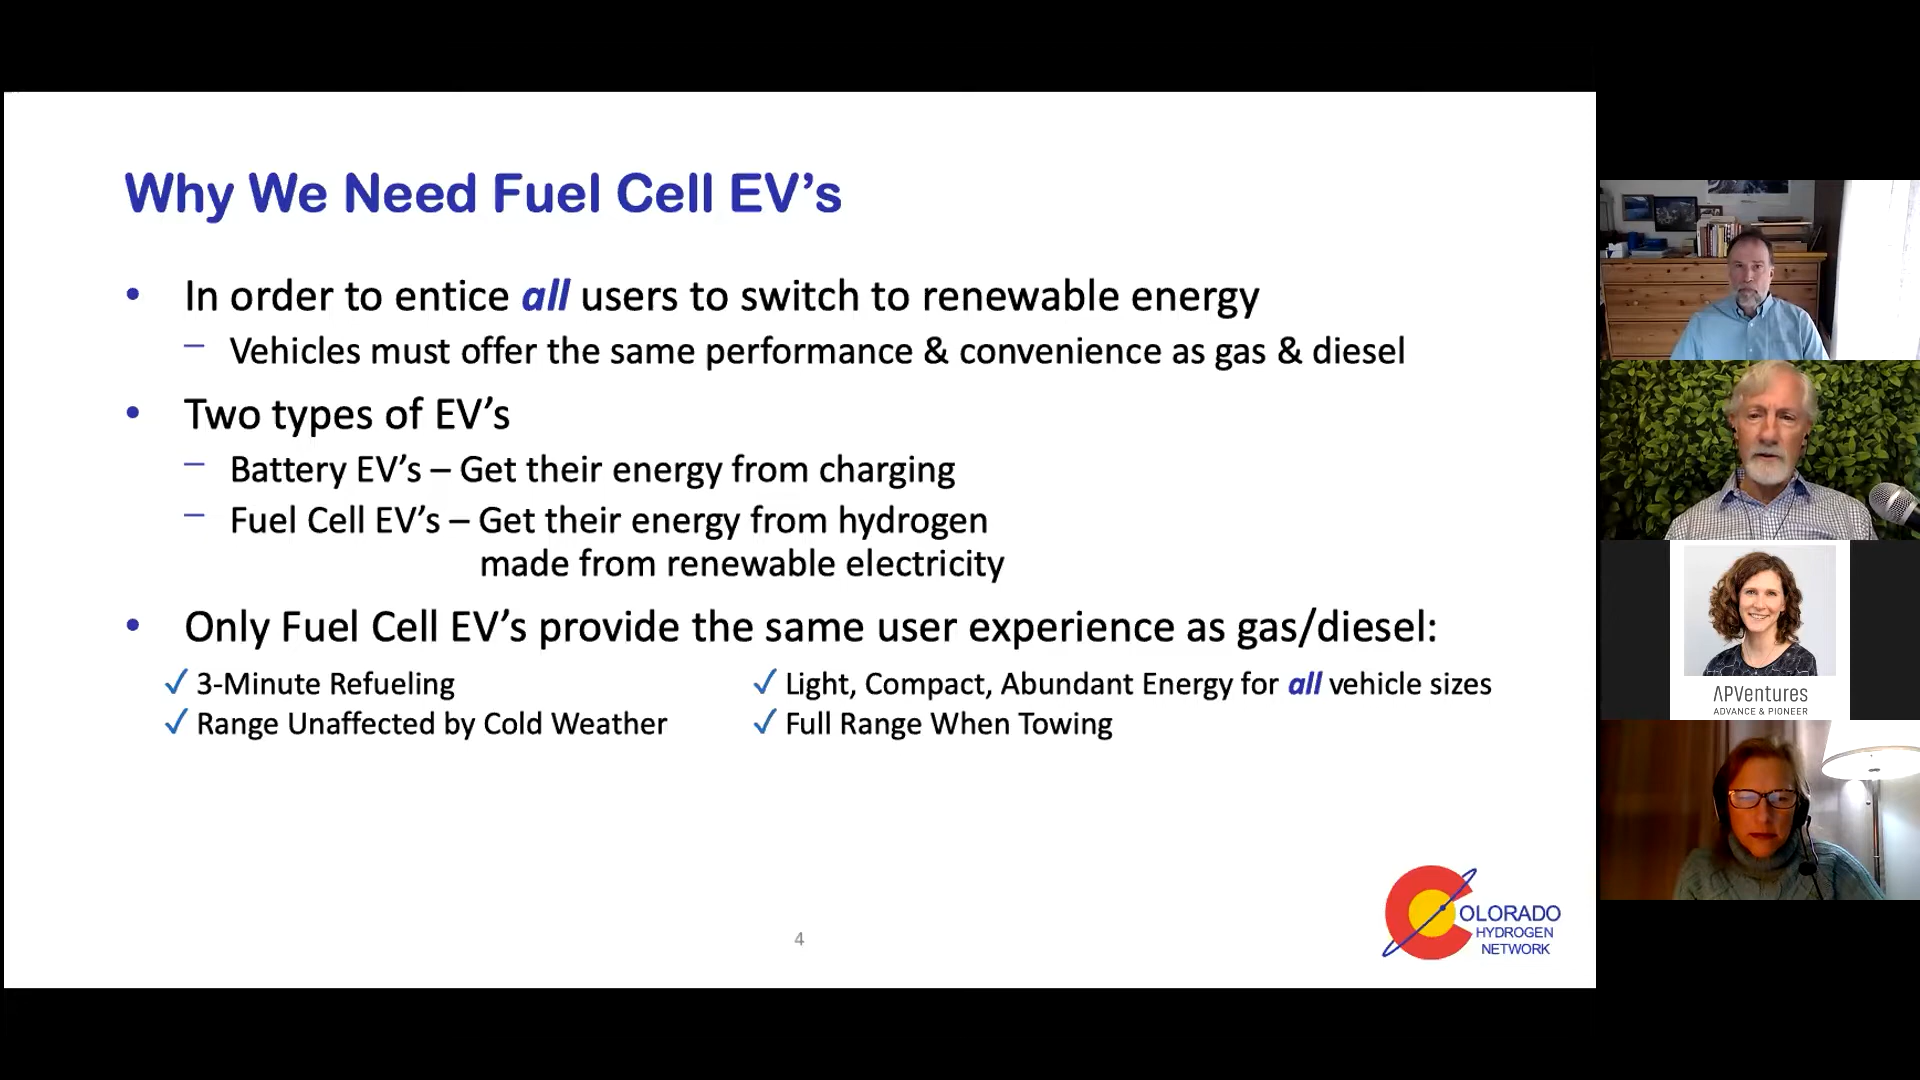 Why We Need Fuel Cell EV’s
• In order to entice all users to switch to renewable energy
– Vehicles must offer the same performance & convenience as gas & diesel
• Two types of EV’s
– Battery EV’s – Get their energy from charging
– Fuel Cell EV’s – Get their energy from hydrogen
made from renewable electricity
• Only Fuel Cell EV’s provide the same user experience as gas/diesel:
✓ 3-Minute Refueling
✓ Range Unaffected by Cold Weather
✓ Light, Compact, Abundant Energy for all vehicle sizes
✓ Full Range When Towing
4
COLORADO
HYDROGEN
NETWORK
APVentures
ADVANCE & PIONEER